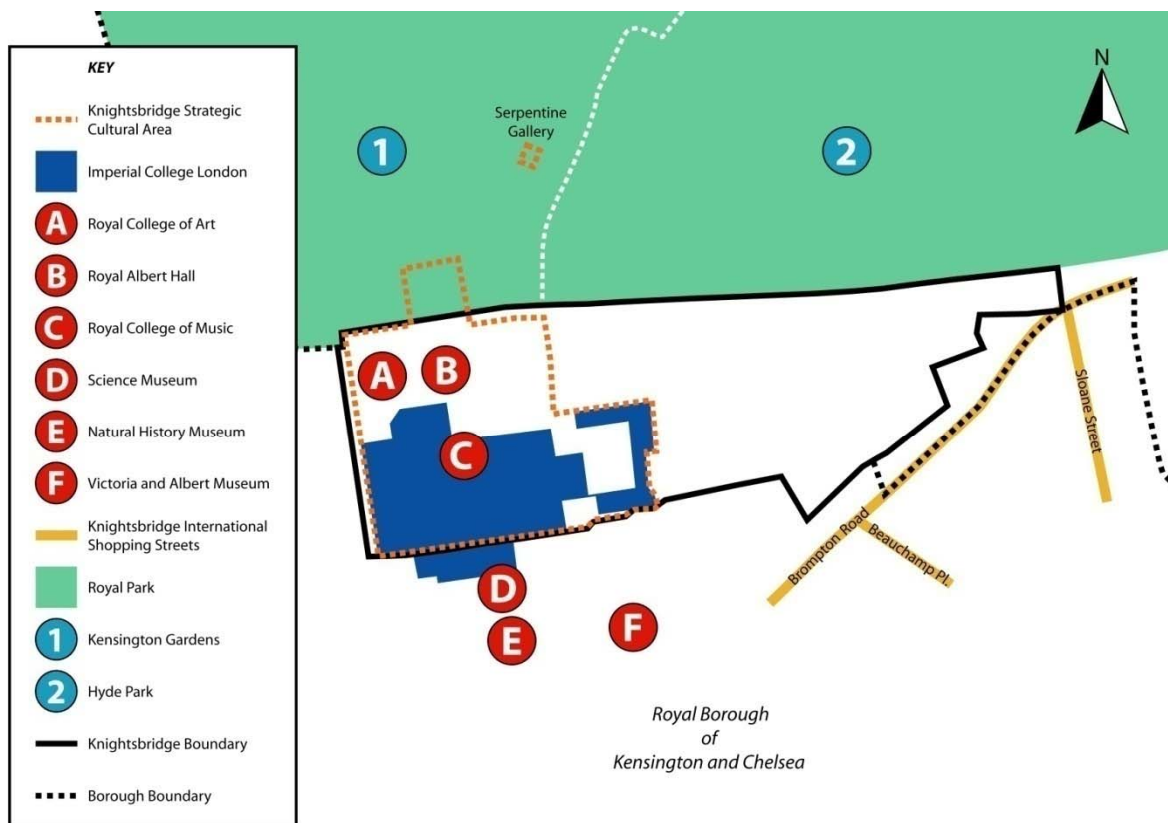 KEY
Knightsbridge Strategic
Cultural Area
Imperial College London
A Royal College of Art
B Royal Albert Hall
C Royal College of Music
D Science Museum
E Natural History Museum
F Victoria and Albert Museum
Knightsbridge International
Shopping Streets
Royal Park
1 Kensington Gardens
2 Hyde Park
Knightsbridge Boundary
Borough Boundary
N
Serpentine
Gallery
1
2
A
B
C
D
E
F
Sloane Street
Brompton Road
Beauchamp Pl.
Royal Borough
of
Kensington and Chelsea